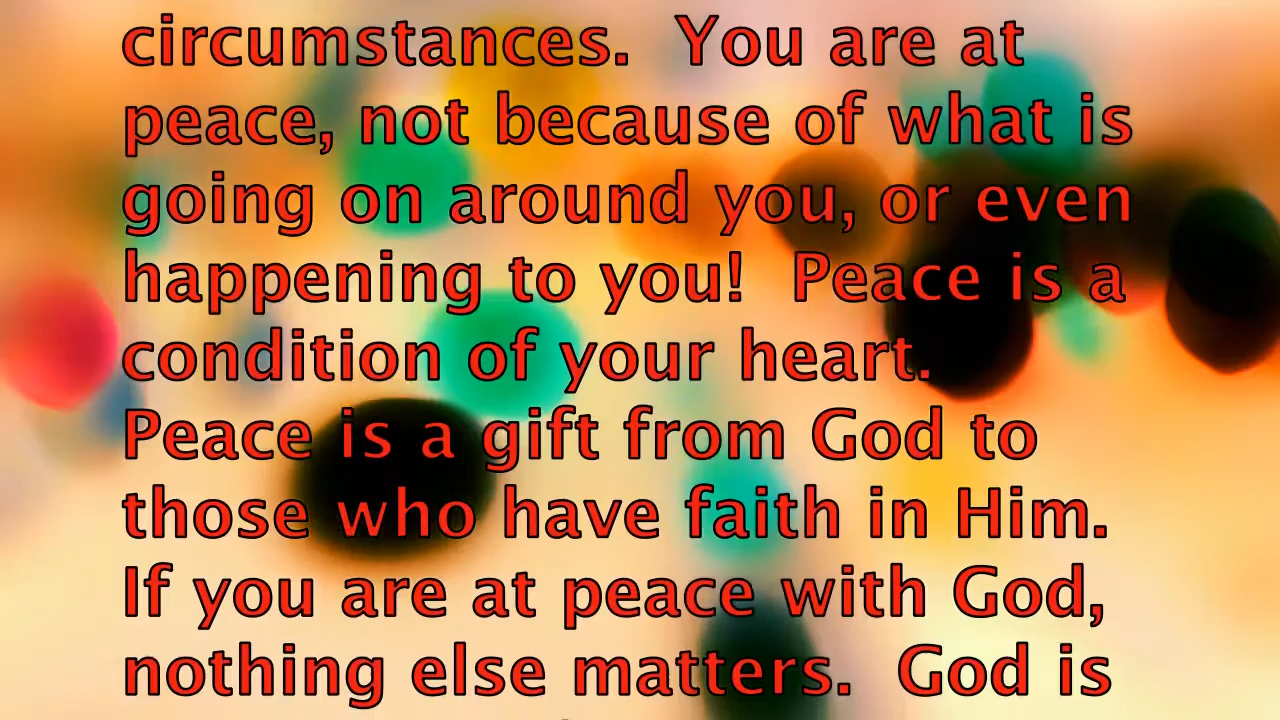 circumstances.  You are at
peace, not because of what is
going on around you, or even
happening to you!  Peace is a
condition of your heart.
Peace is a gift from God to
those who have faith in Him.
If you are at peace with God,
nothing else matters.  God is